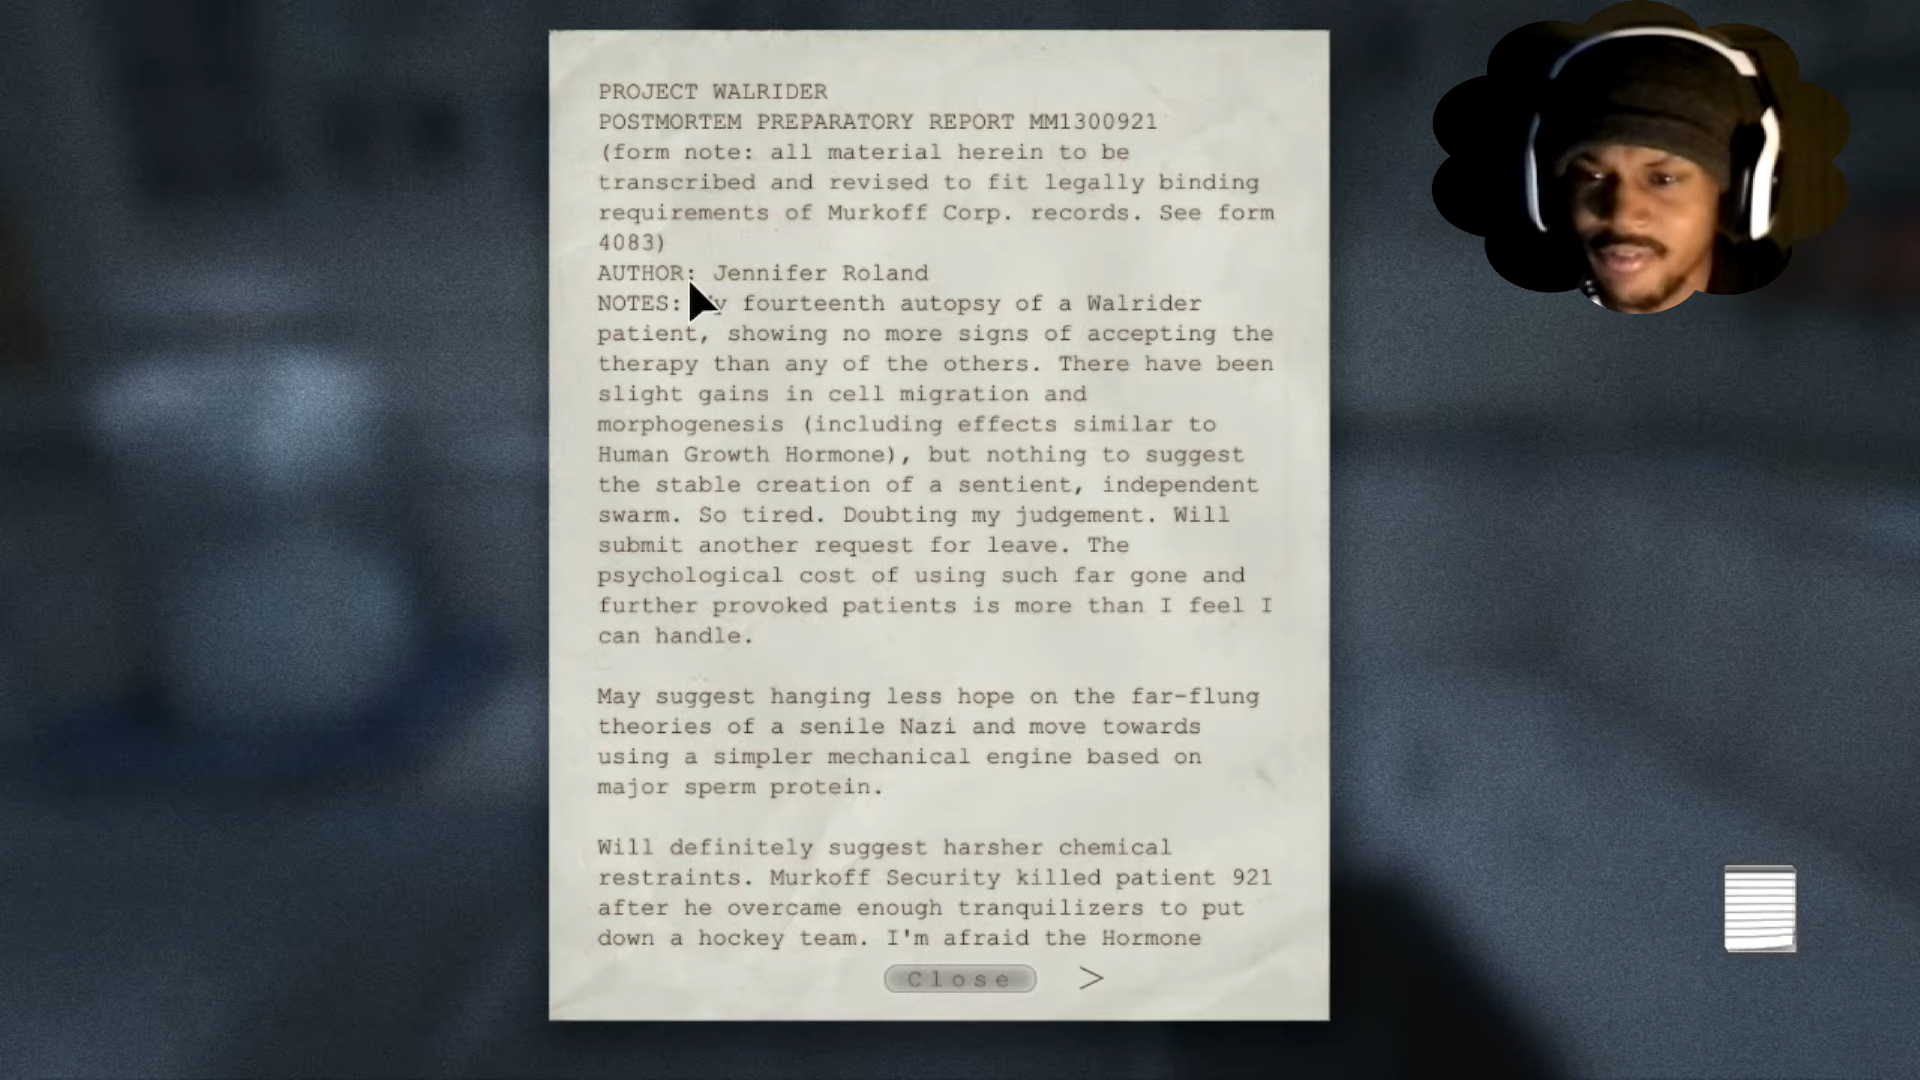 PROJECT WALRIDER
POSTMORTEM PREPARATORY REPORT MM1300921
(form note: all material herein to be
transcribed and revised to fit legally binding
requirements of Murkoff Corp. records. See form
4083)
AUTHOR: Jennifer Roland
NOTES: My fourteenth autopsy of a Walrider
patient, showing no more signs of accepting the
therapy than any of the others. There have been
slight gains in cell migration and
morphogenesis (including effects similar to
Human Growth Hormone), but nothing to suggest
the stable creation of a sentient, independent
swarm. So tired. Doubting my judgement. Will
submit another request for leave. The
psychological cost of using such far gone and
further provoked patients is more than I feel I
can handle.
May suggest hanging less hope on the far-flung
theories of a senile Nazi and move towards
using a simpler mechanical engine based on
major sperm protein.
Will definitely suggest harsher chemical
restraints. Murkoff Security killed patient 921
after he overcame enough tranquilizers to put
down a hockey team. I'm afraid the Hormone
Close >